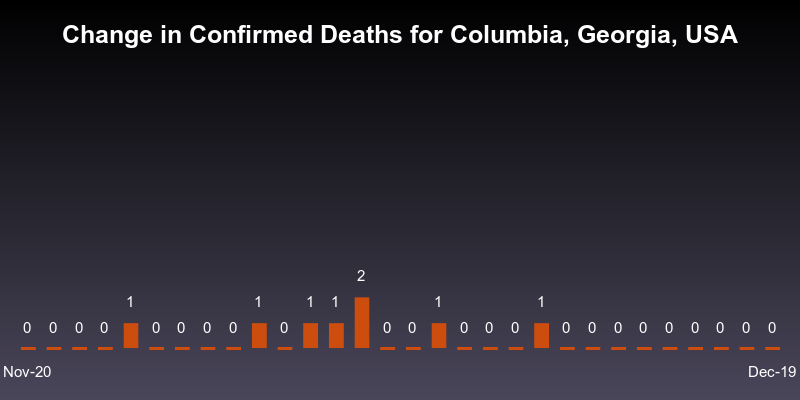 Change in Confirmed Deaths for Columbia, Georgia, USA
2
1 1 1 1 1 1
0 0 0 0 0 0 0 0 0 0 0 0 0 0 0 0 0 0 0 0 0 0 0
Nov-20 Dec-19